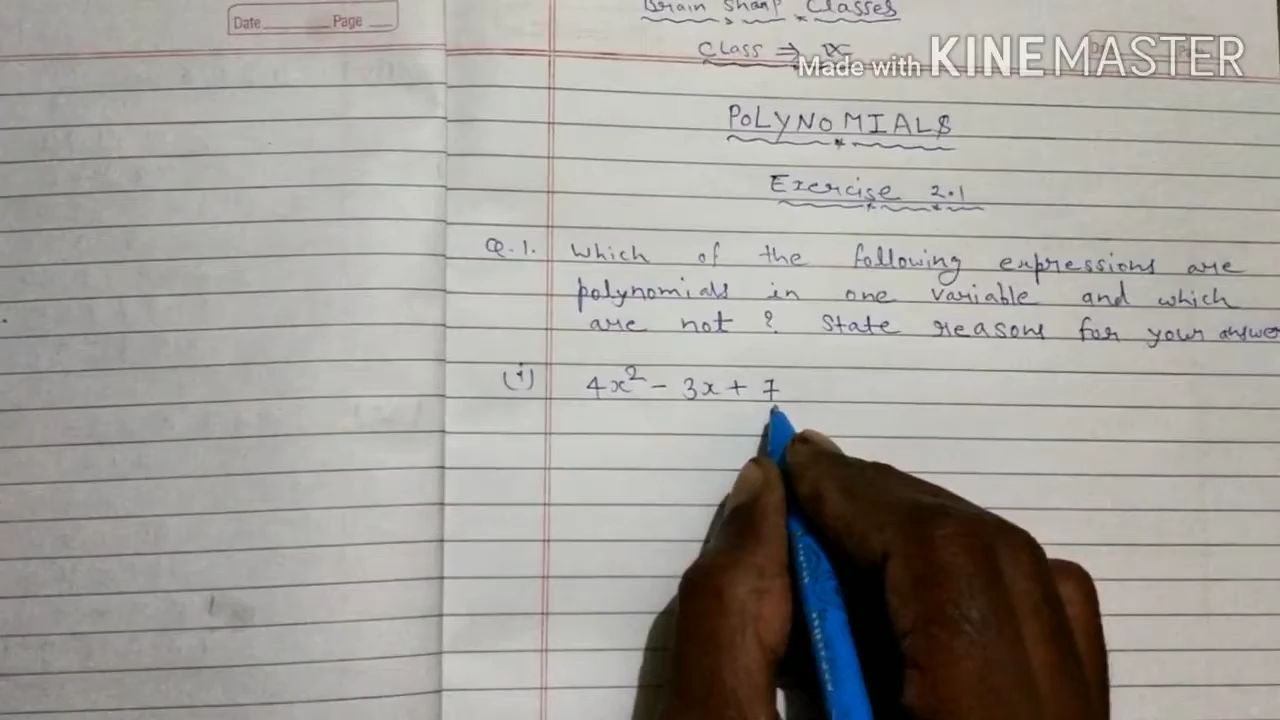 Date Page
Brain Sharp Classes
Class ⇒ IX
Made with KINEMASTER
POLYNOMIALS
Exercise 2.1
Q.1. Which of the following expressions are
polynomials in one variable and which
are not ? State reasons for your answer
(i) 4x² - 3x + 7